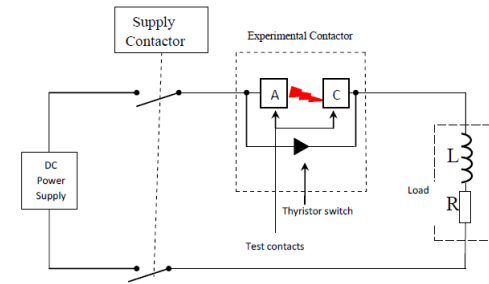 Supply
Contactor
Experimental Contactor
A
C
DC
Power
Supply
L
Load
R
Thyristor switch
Test contacts